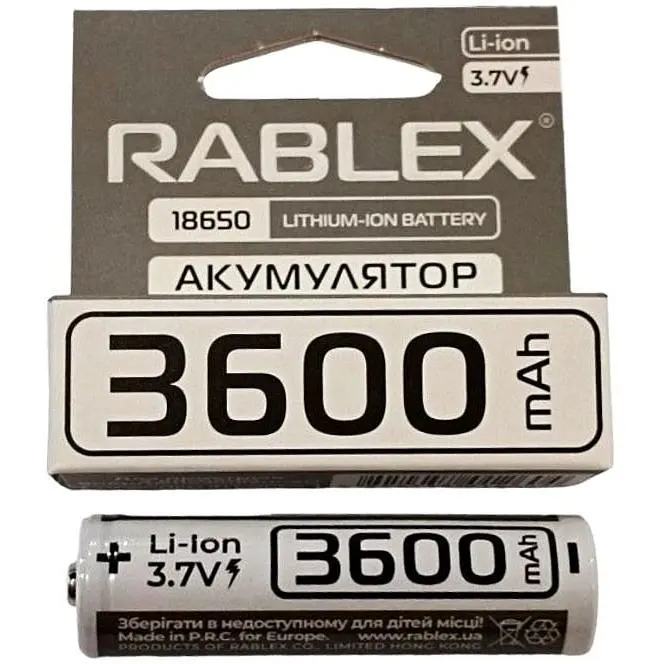 Li-ion
3.7V
RABLEX®
18650
LITHIUM-ION BATTERY
АКУМУЛЯТОР
3600 mAh
+ Li-Ion
3.7V
3600 mAh
Зберігати в недоступному для дітей місці!
Made in P.R.C. for Europe. www.rablex.ua
PRODUCTS OF RABLEX CO., LIMITED HONG KONG